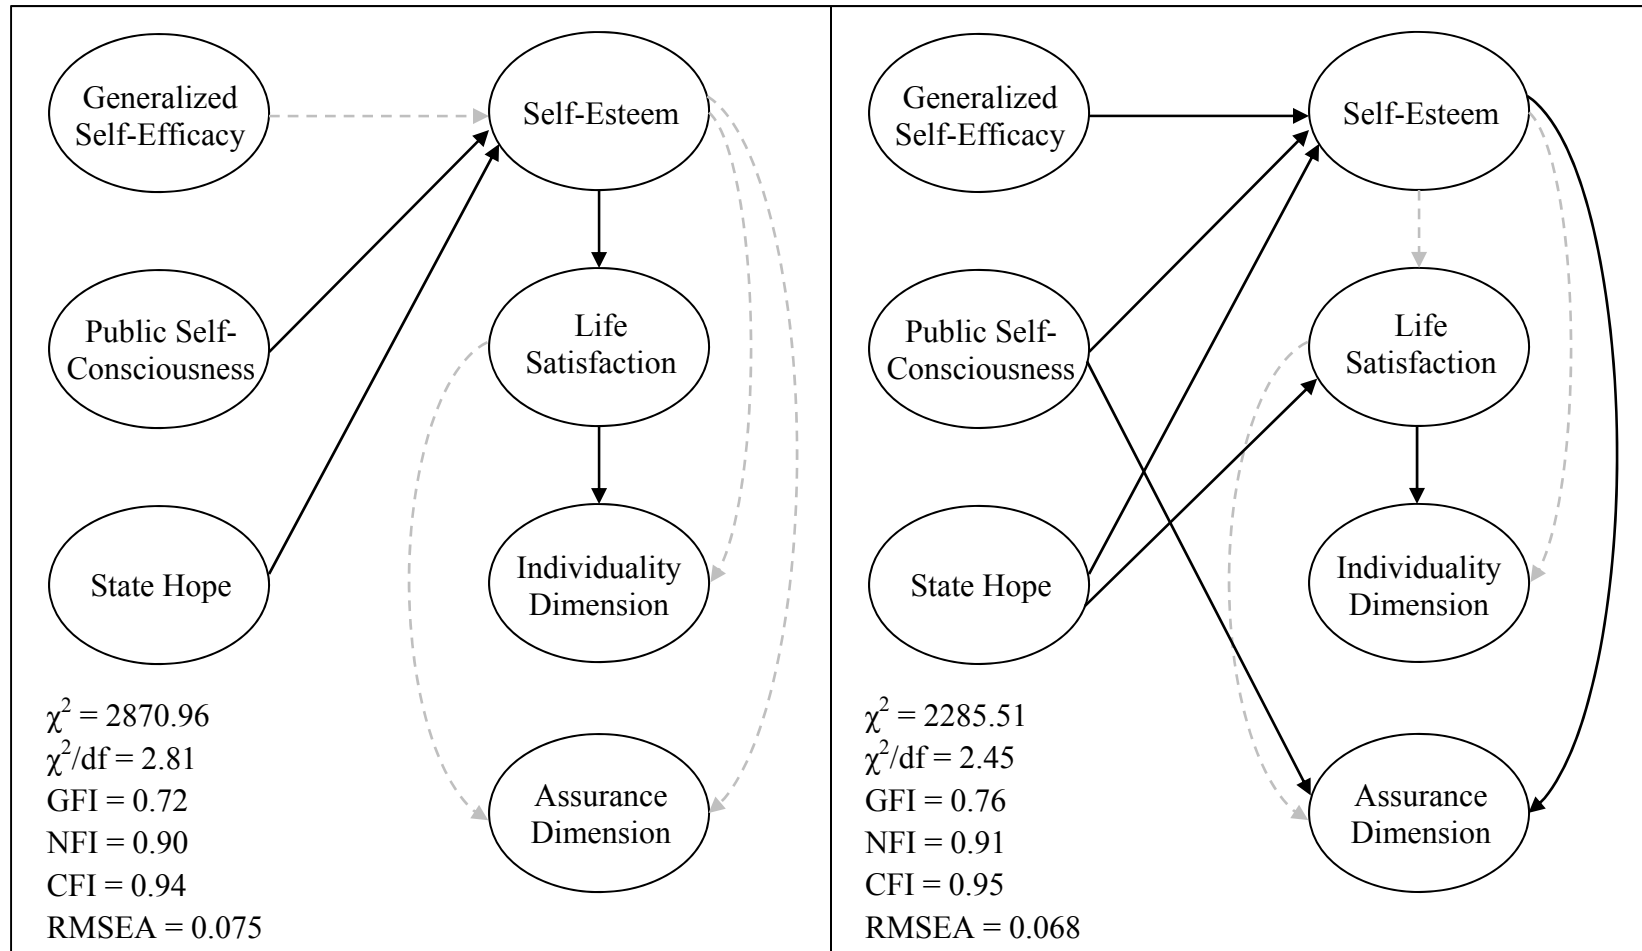 Generalized
Self-Efficacy
Self-Esteem
Public Self-
Consciousness
Life
Satisfaction
State Hope
Individuality
Dimension
Assurance
Dimension
χ² = 2870.96
χ²/df = 2.81
GFI = 0.72
NFI = 0.90
CFI = 0.94
RMSEA = 0.075
Generalized
Self-Efficacy
Self-Esteem
Public Self-
Consciousness
Life
Satisfaction
State Hope
Individuality
Dimension
Assurance
Dimension
χ² = 2285.51
χ²/df = 2.45
GFI = 0.76
NFI = 0.91
CFI = 0.95
RMSEA = 0.068